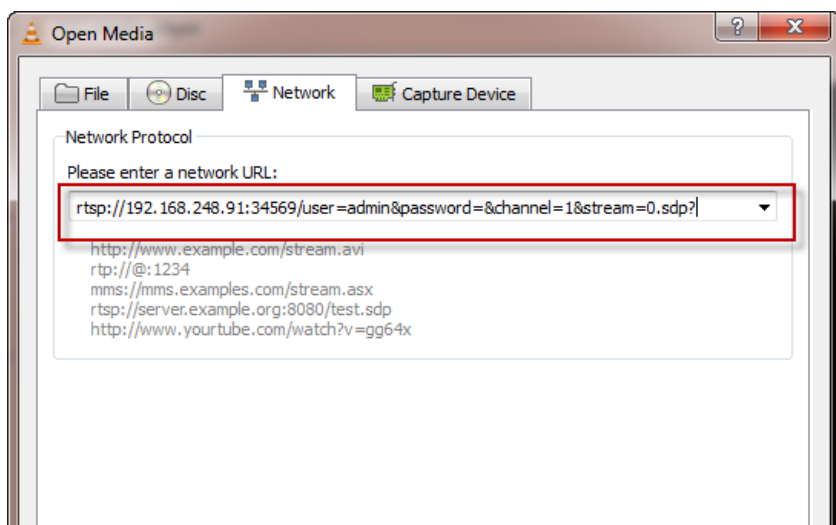 Open Media
File Disc Network Capture Device
Network Protocol
Please enter a network URL:
rtsp://192.168.248.91:34569/user=admin&password=&channel=1&stream=0.sdp?
http://www.example.com/stream.avi
rtp://@:1234
mms://mms.examples.com/stream.asx
rtsp://server.example.org:8080/test.sdp
http://www.yourtube.com/watch?v=gg64x